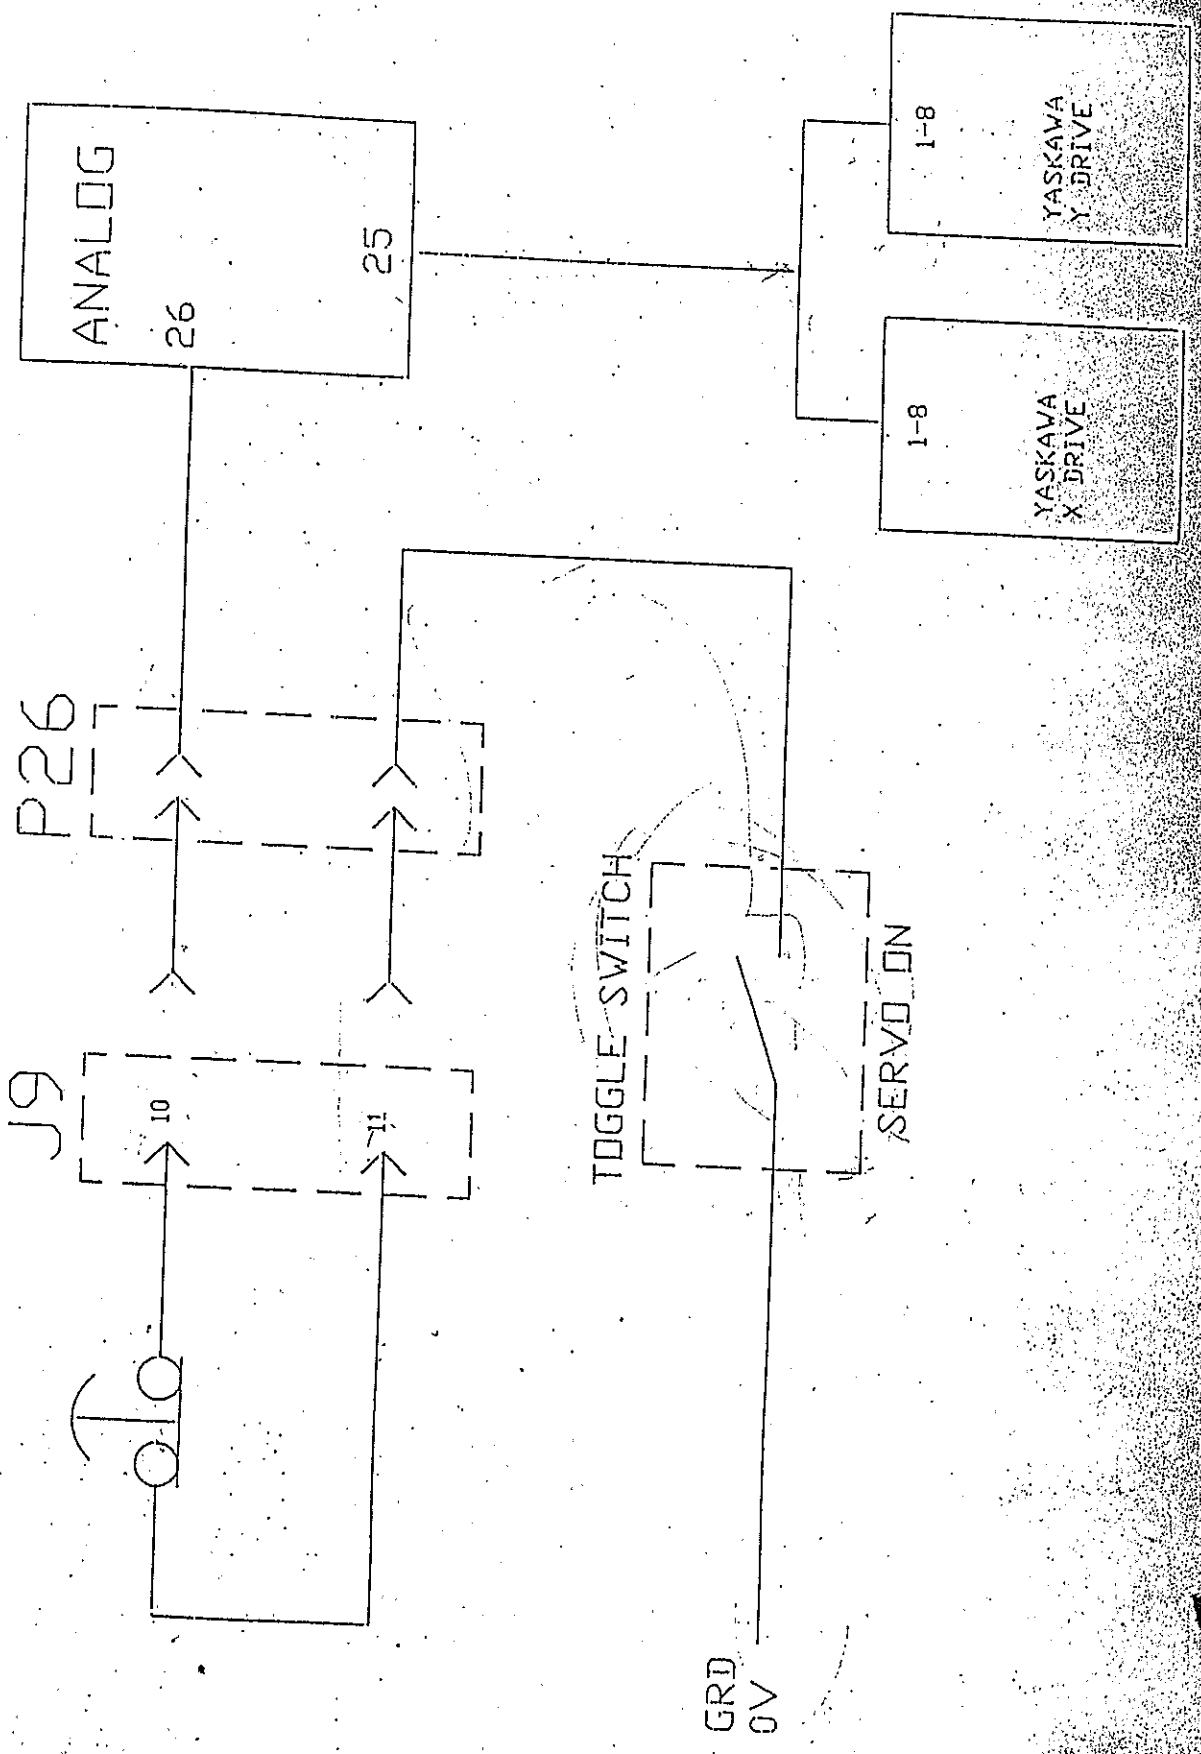 J9
10
11
P26
ANALOG
26
25
TOGGLE SWITCH
SERVO ON
GRD
0V
1-8
YASKAWA
X DRIVE
1-8
YASKAWA
Y DRIVE